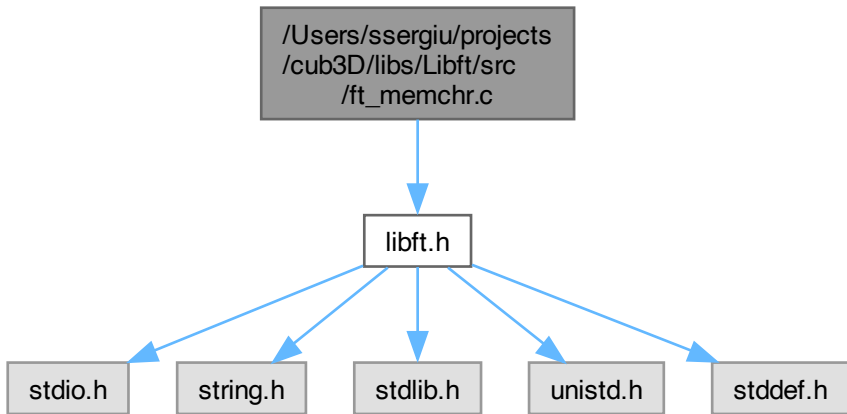 /Users/ssergiu/projects
/cub3D/libs/Libft/src
/ft_memchr.c
libft.h
stdio.h
string.h
stdlib.h
unistd.h
stddef.h